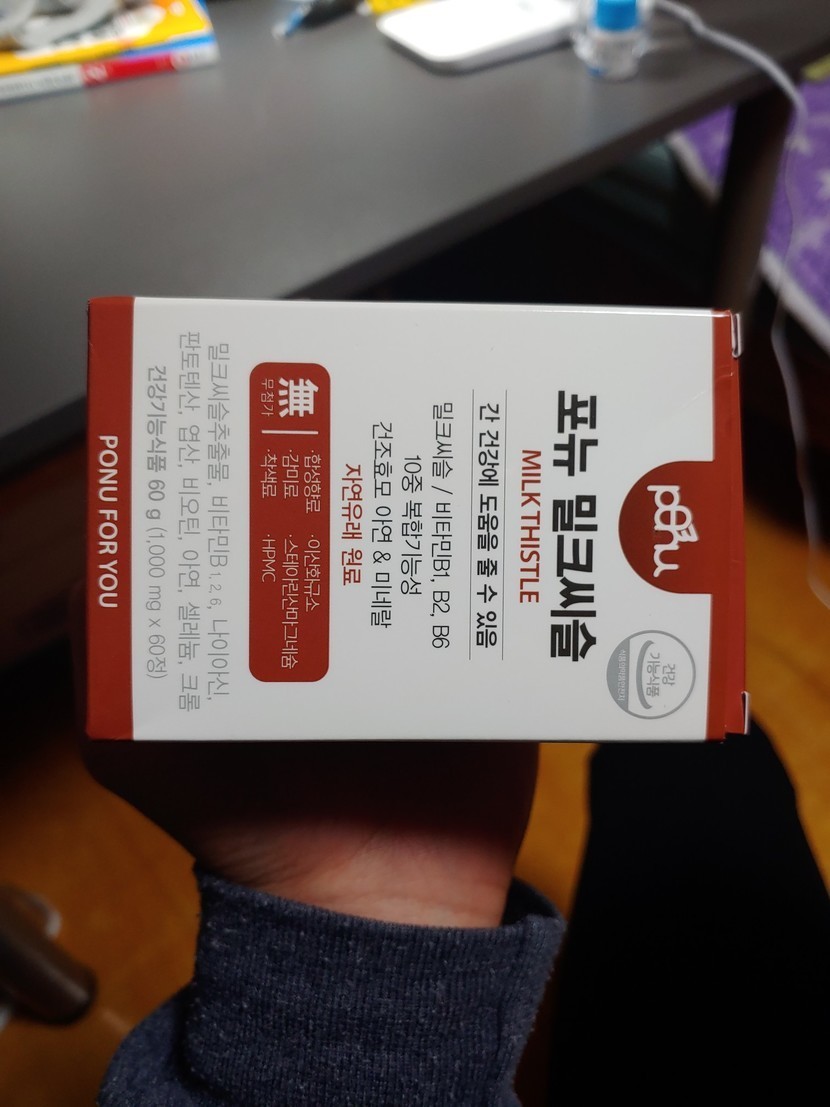 ponu
건강
기능식품
식품의약품안전처
포뉴 밀크씨슬
MILK THISTLE
간 건강에 도움을 줄 수 있음
밀크씨슬 / 비타민B1, B2, B6
10종 복합기능성
건조효모 아연 & 미네랄
자연유래 원료
無
무첨가
·합성향료 ·이산화규소
·감미료 ·스테아린산마그네슘
·착색료 ·HPMC
밀크씨슬추출물, 비타민B 1, 2, 6, 나이아신,
판토텐산, 엽산, 비오틴, 아연, 셀레늄, 크롬
건강기능식품 60 g (1,000 mg x 60정)
PONU FOR YOU